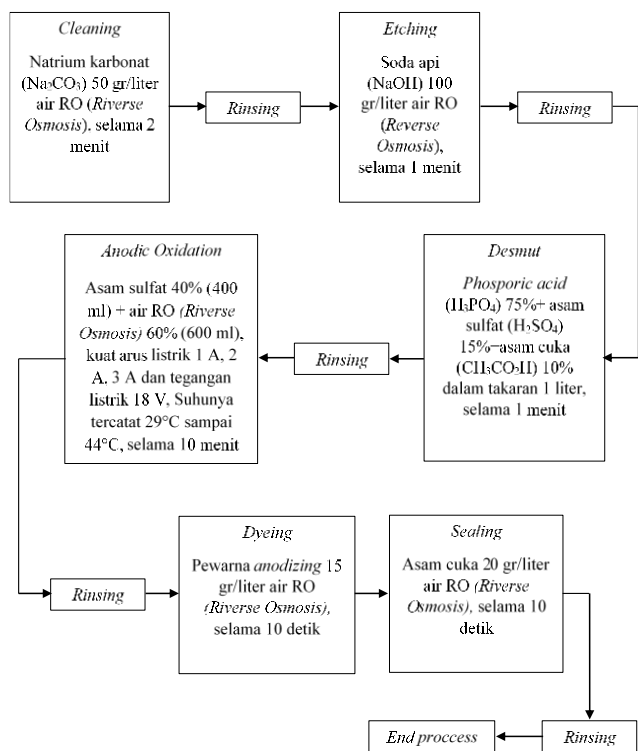 Cleaning
Natrium karbonat
(Na₂CO₃) 50 gr/liter
air RO (Riverse
Osmosis). selama 2
menit
Rinsing
Etching
Soda api
(NaOH) 100
gr/liter air RO
(Reverse
Osmosis),
selama 1 menit
Rinsing
Desmut
Phosporic acid
(H₃PO₄) 75%+ asam
sulfat (H₂SO₄)
15%+asam cuka
(CH₃CO₂H) 10%
dalam takaran 1 liter,
selama 1 menit
Rinsing
Anodic Oxidation
Asam sulfat 40% (400
ml) + air RO (Riverse
Osmosis) 60% (600 ml),
kuat arus listrik 1 A, 2
A, 3 A dan tegangan
listrik 18 V, Suhunya
tercatat 29°C sampai
44°C, selama 10 menit
Rinsing
Dyeing
Pewarna anodizing 15
gr/liter air RO
(Riverse Osmosis),
selama 10 detik
Sealing
Asam cuka 20 gr/liter
air RO (Riverse
Osmosis), selama 10
detik
Rinsing
End proccess